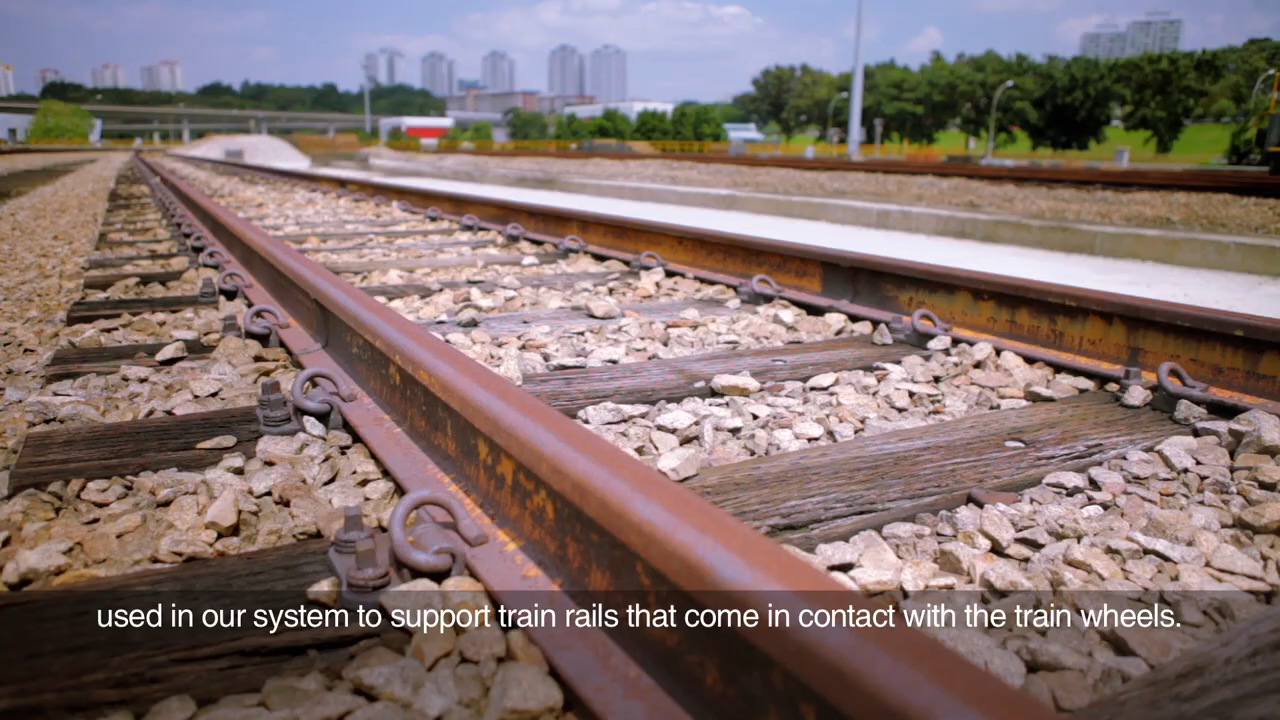 used in our system to support train rails that come in contact with the train wheels.